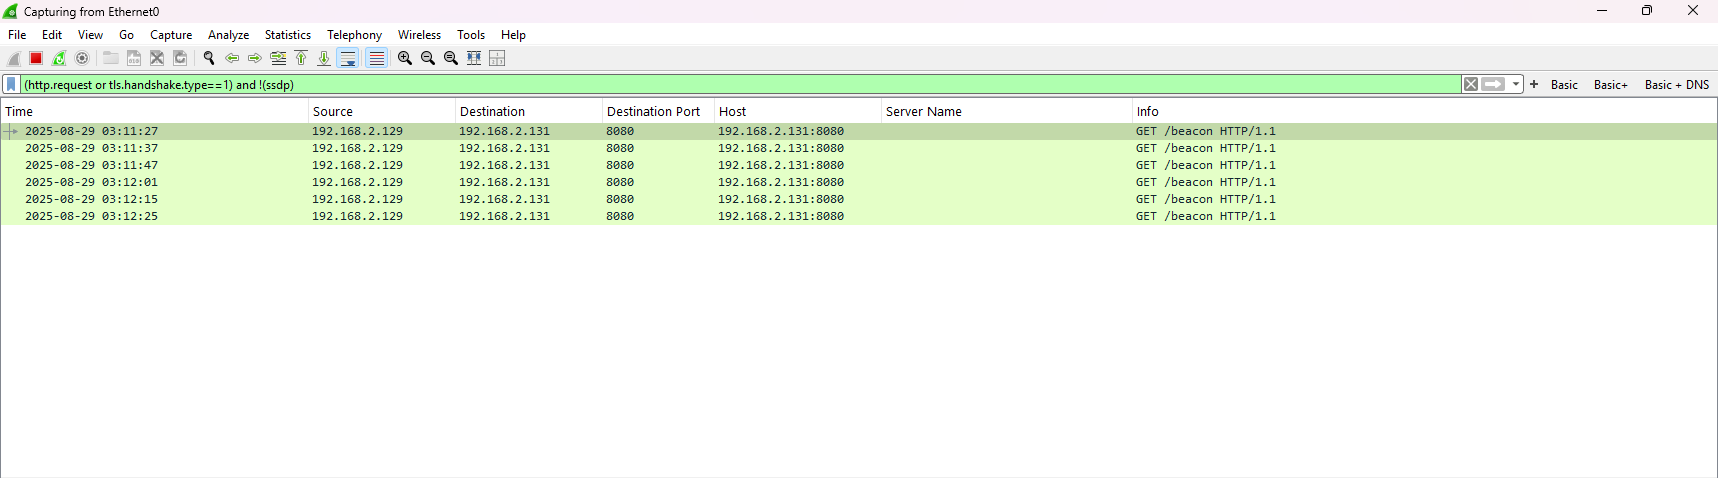 Capturing from Ethernet0
File Edit View Go Capture Analyze Statistics Telephony Wireless Tools Help
(http.request or tls.handshake.type==1) and !(ssdp) + Basic Basic+ Basic + DNS
Time Source Destination Destination Port Host Server Name Info
2025-08-29 03:11:27 192.168.2.129 192.168.2.131 8080 192.168.2.131:8080 GET /beacon HTTP/1.1
2025-08-29 03:11:37 192.168.2.129 192.168.2.131 8080 192.168.2.131:8080 GET /beacon HTTP/1.1
2025-08-29 03:11:47 192.168.2.129 192.168.2.131 8080 192.168.2.131:8080 GET /beacon HTTP/1.1
2025-08-29 03:12:01 192.168.2.129 192.168.2.131 8080 192.168.2.131:8080 GET /beacon HTTP/1.1
2025-08-29 03:12:15 192.168.2.129 192.168.2.131 8080 192.168.2.131:8080 GET /beacon HTTP/1.1
2025-08-29 03:12:25 192.168.2.129 192.168.2.131 8080 192.168.2.131:8080 GET /beacon HTTP/1.1